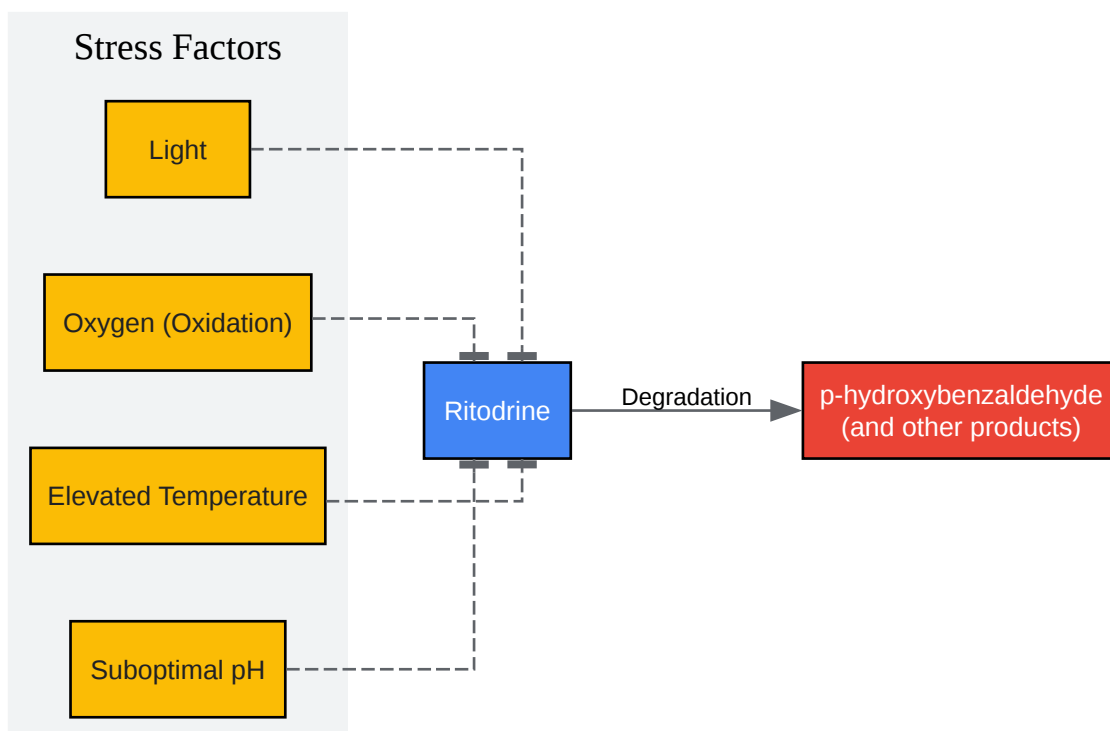 Stress Factors
Light
Oxygen (Oxidation)
Elevated Temperature
Suboptimal pH
Ritodrine
Degradation
p-hydroxybenzaldehyde
(and other products)